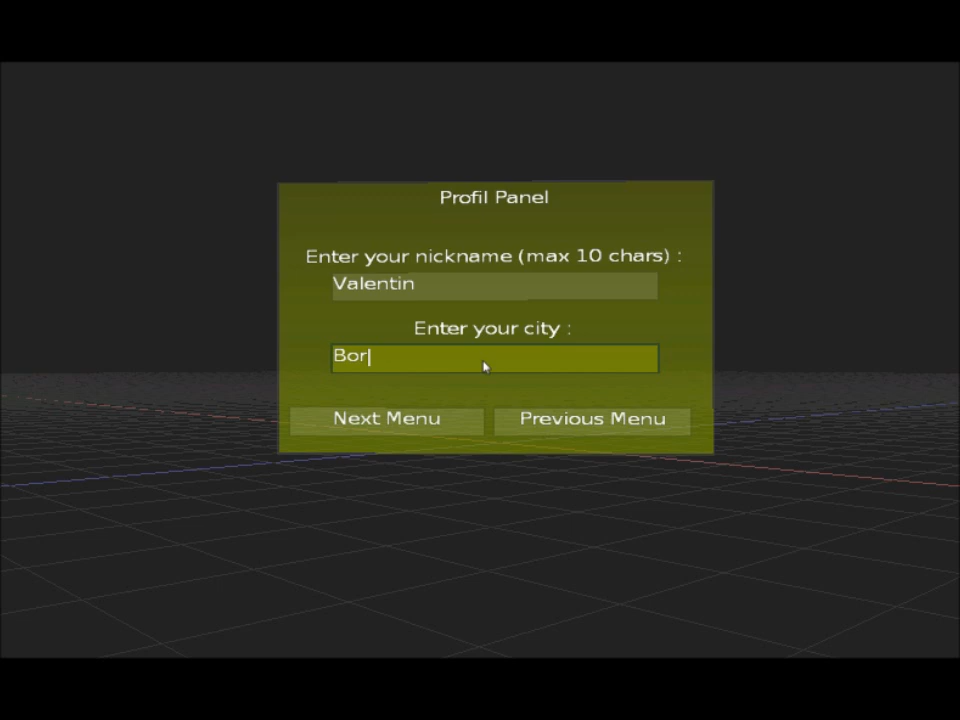 Profil Panel
Enter your nickname (max 10 chars) :
Valentin
Enter your city :
Bor
Next Menu Previous Menu